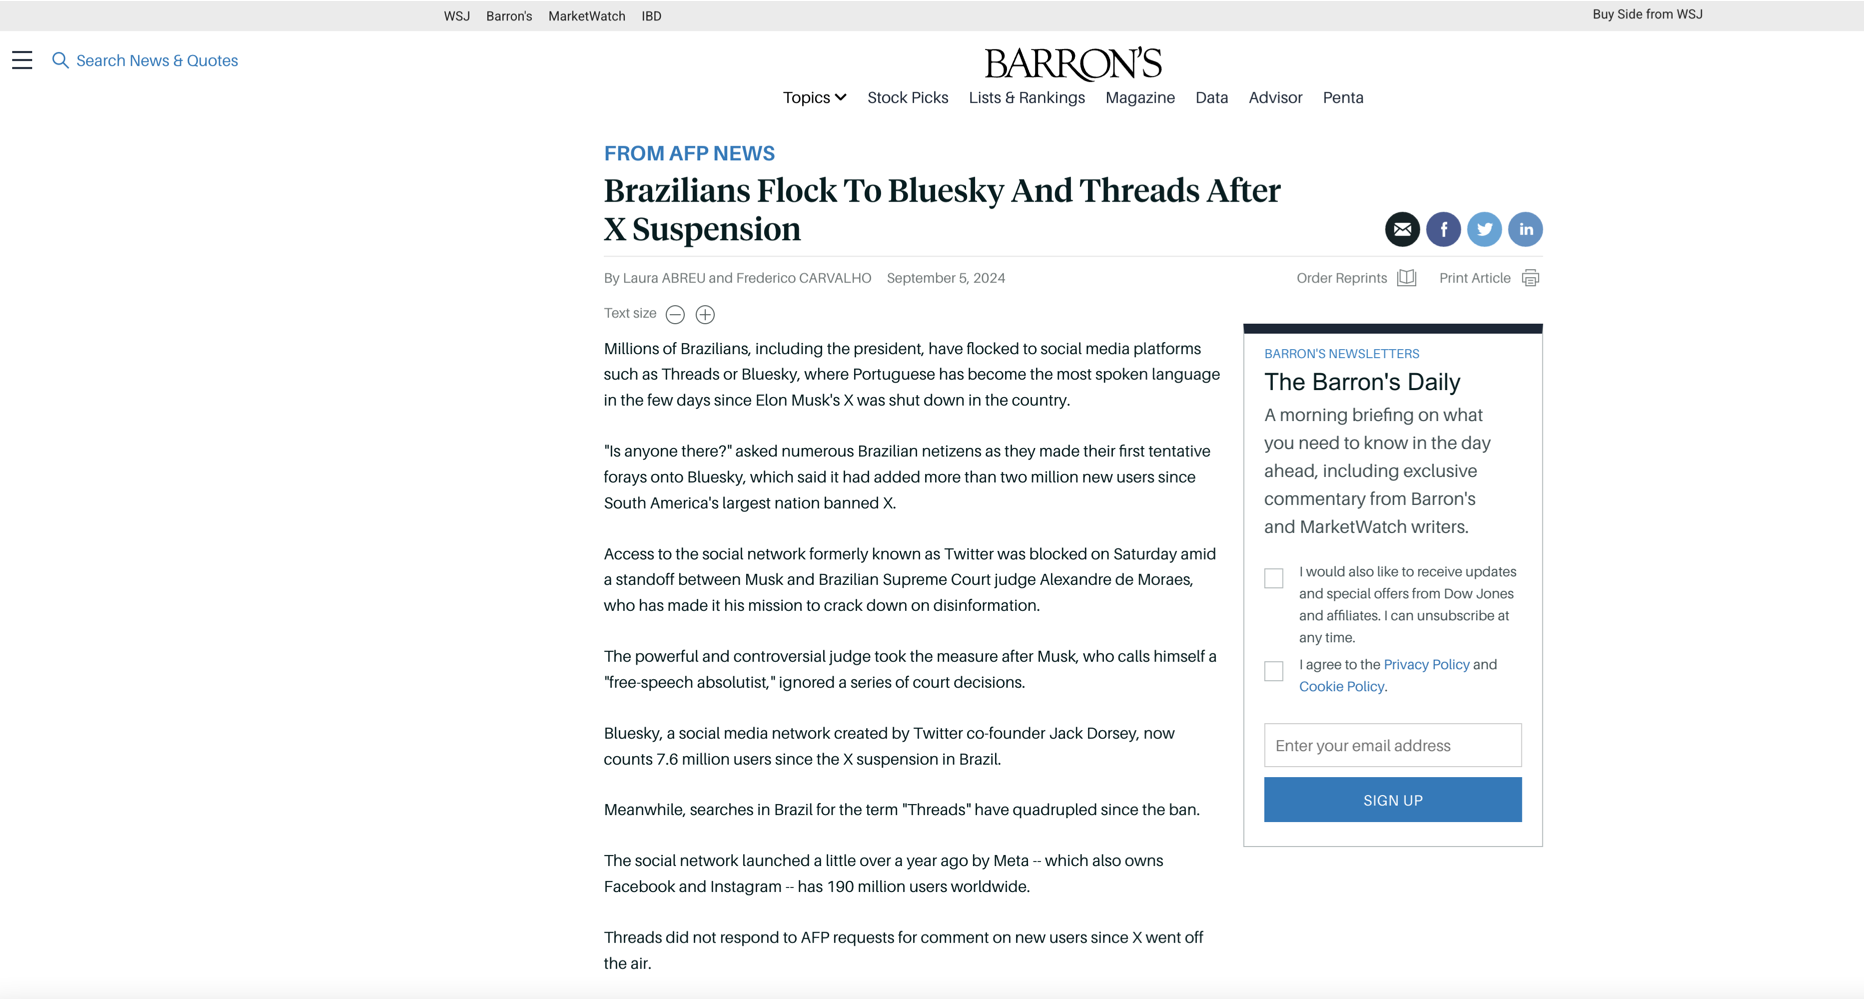 WSJ Barron's MarketWatch IBD Buy Side from WSJ
Search News & Quotes
BARRON'S
Topics Stock Picks Lists & Rankings Magazine Data Advisor Penta
FROM AFP NEWS
Brazilians Flock To Bluesky And Threads After
X Suspension
By Laura ABREU and Frederico CARVALHO September 5, 2024
Order Reprints Print Article
Text size
Millions of Brazilians, including the president, have flocked to social media platforms
such as Threads or Bluesky, where Portuguese has become the most spoken language
in the few days since Elon Musk's X was shut down in the country.
"Is anyone there?" asked numerous Brazilian netizens as they made their first tentative
forays onto Bluesky, which said it had added more than two million new users since
South America's largest nation banned X.
Access to the social network formerly known as Twitter was blocked on Saturday amid
a standoff between Musk and Brazilian Supreme Court judge Alexandre de Moraes,
who has made it his mission to crack down on disinformation.
The powerful and controversial judge took the measure after Musk, who calls himself a
"free-speech absolutist," ignored a series of court decisions.
Bluesky, a social media network created by Twitter co-founder Jack Dorsey, now
counts 7.6 million users since the X suspension in Brazil.
Meanwhile, searches in Brazil for the term "Threads" have quadrupled since the ban.
The social network launched a little over a year ago by Meta -- which also owns
Facebook and Instagram -- has 190 million users worldwide.
Threads did not respond to AFP requests for comment on new users since X went off
the air.
BARRON'S NEWSLETTERS
The Barron's Daily
A morning briefing on what
you need to know in the day
ahead, including exclusive
commentary from Barron's
and MarketWatch writers.
I would also like to receive updates
and special offers from Dow Jones
and affiliates. I can unsubscribe at
any time.
I agree to the Privacy Policy and
Cookie Policy.
Enter your email address
SIGN UP